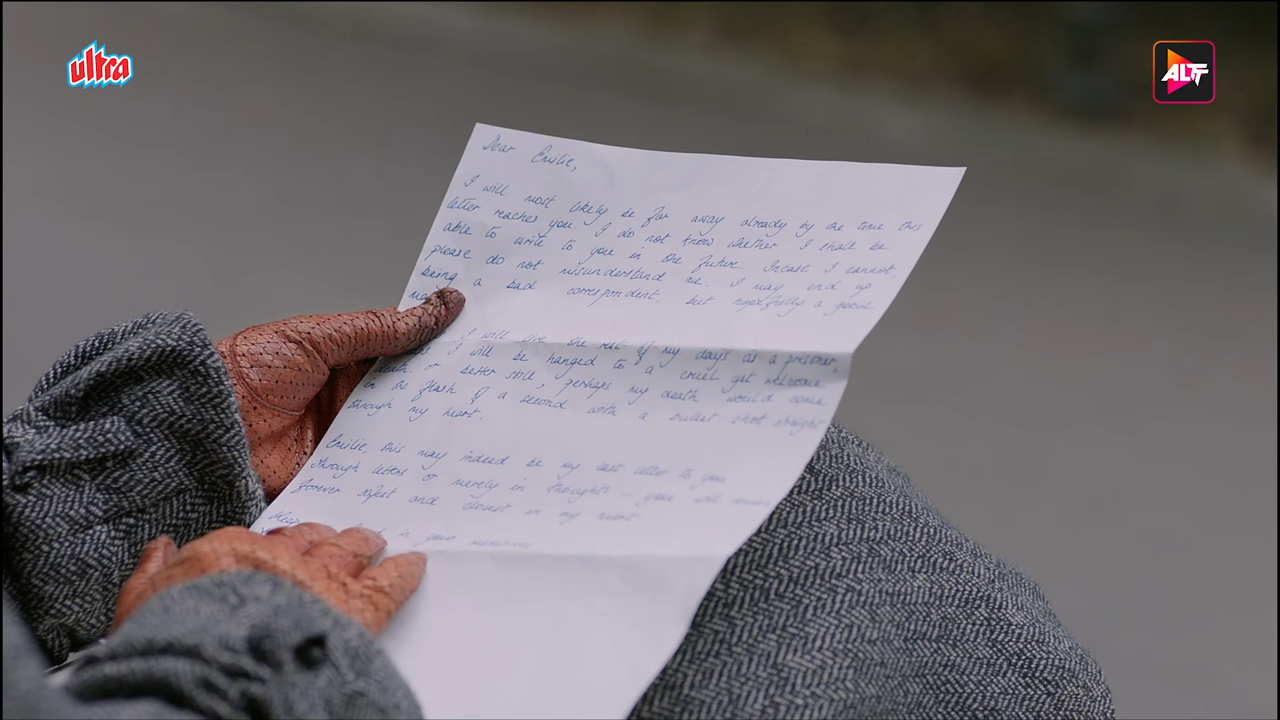 ultra
ALTT
Dear Emilie,
I will most likely be far away already by the time this
letter reaches you. I do not know whether I shall be
able to write to you in the future. Incase I cannot,
please do not misunderstand me. I may end up
being a bad correspondent, but hopefully a good
I will live the rest of my days as a prisoner,
I will be hanged to a cruel yet welcome
death or better still, perhaps my death would come
in the flash of a second with a bullet shot straight
through my heart.
Emilie, this may indeed be my last letter to you
through letters or merely in thoughts - you will
forever and closest in my heart
in your